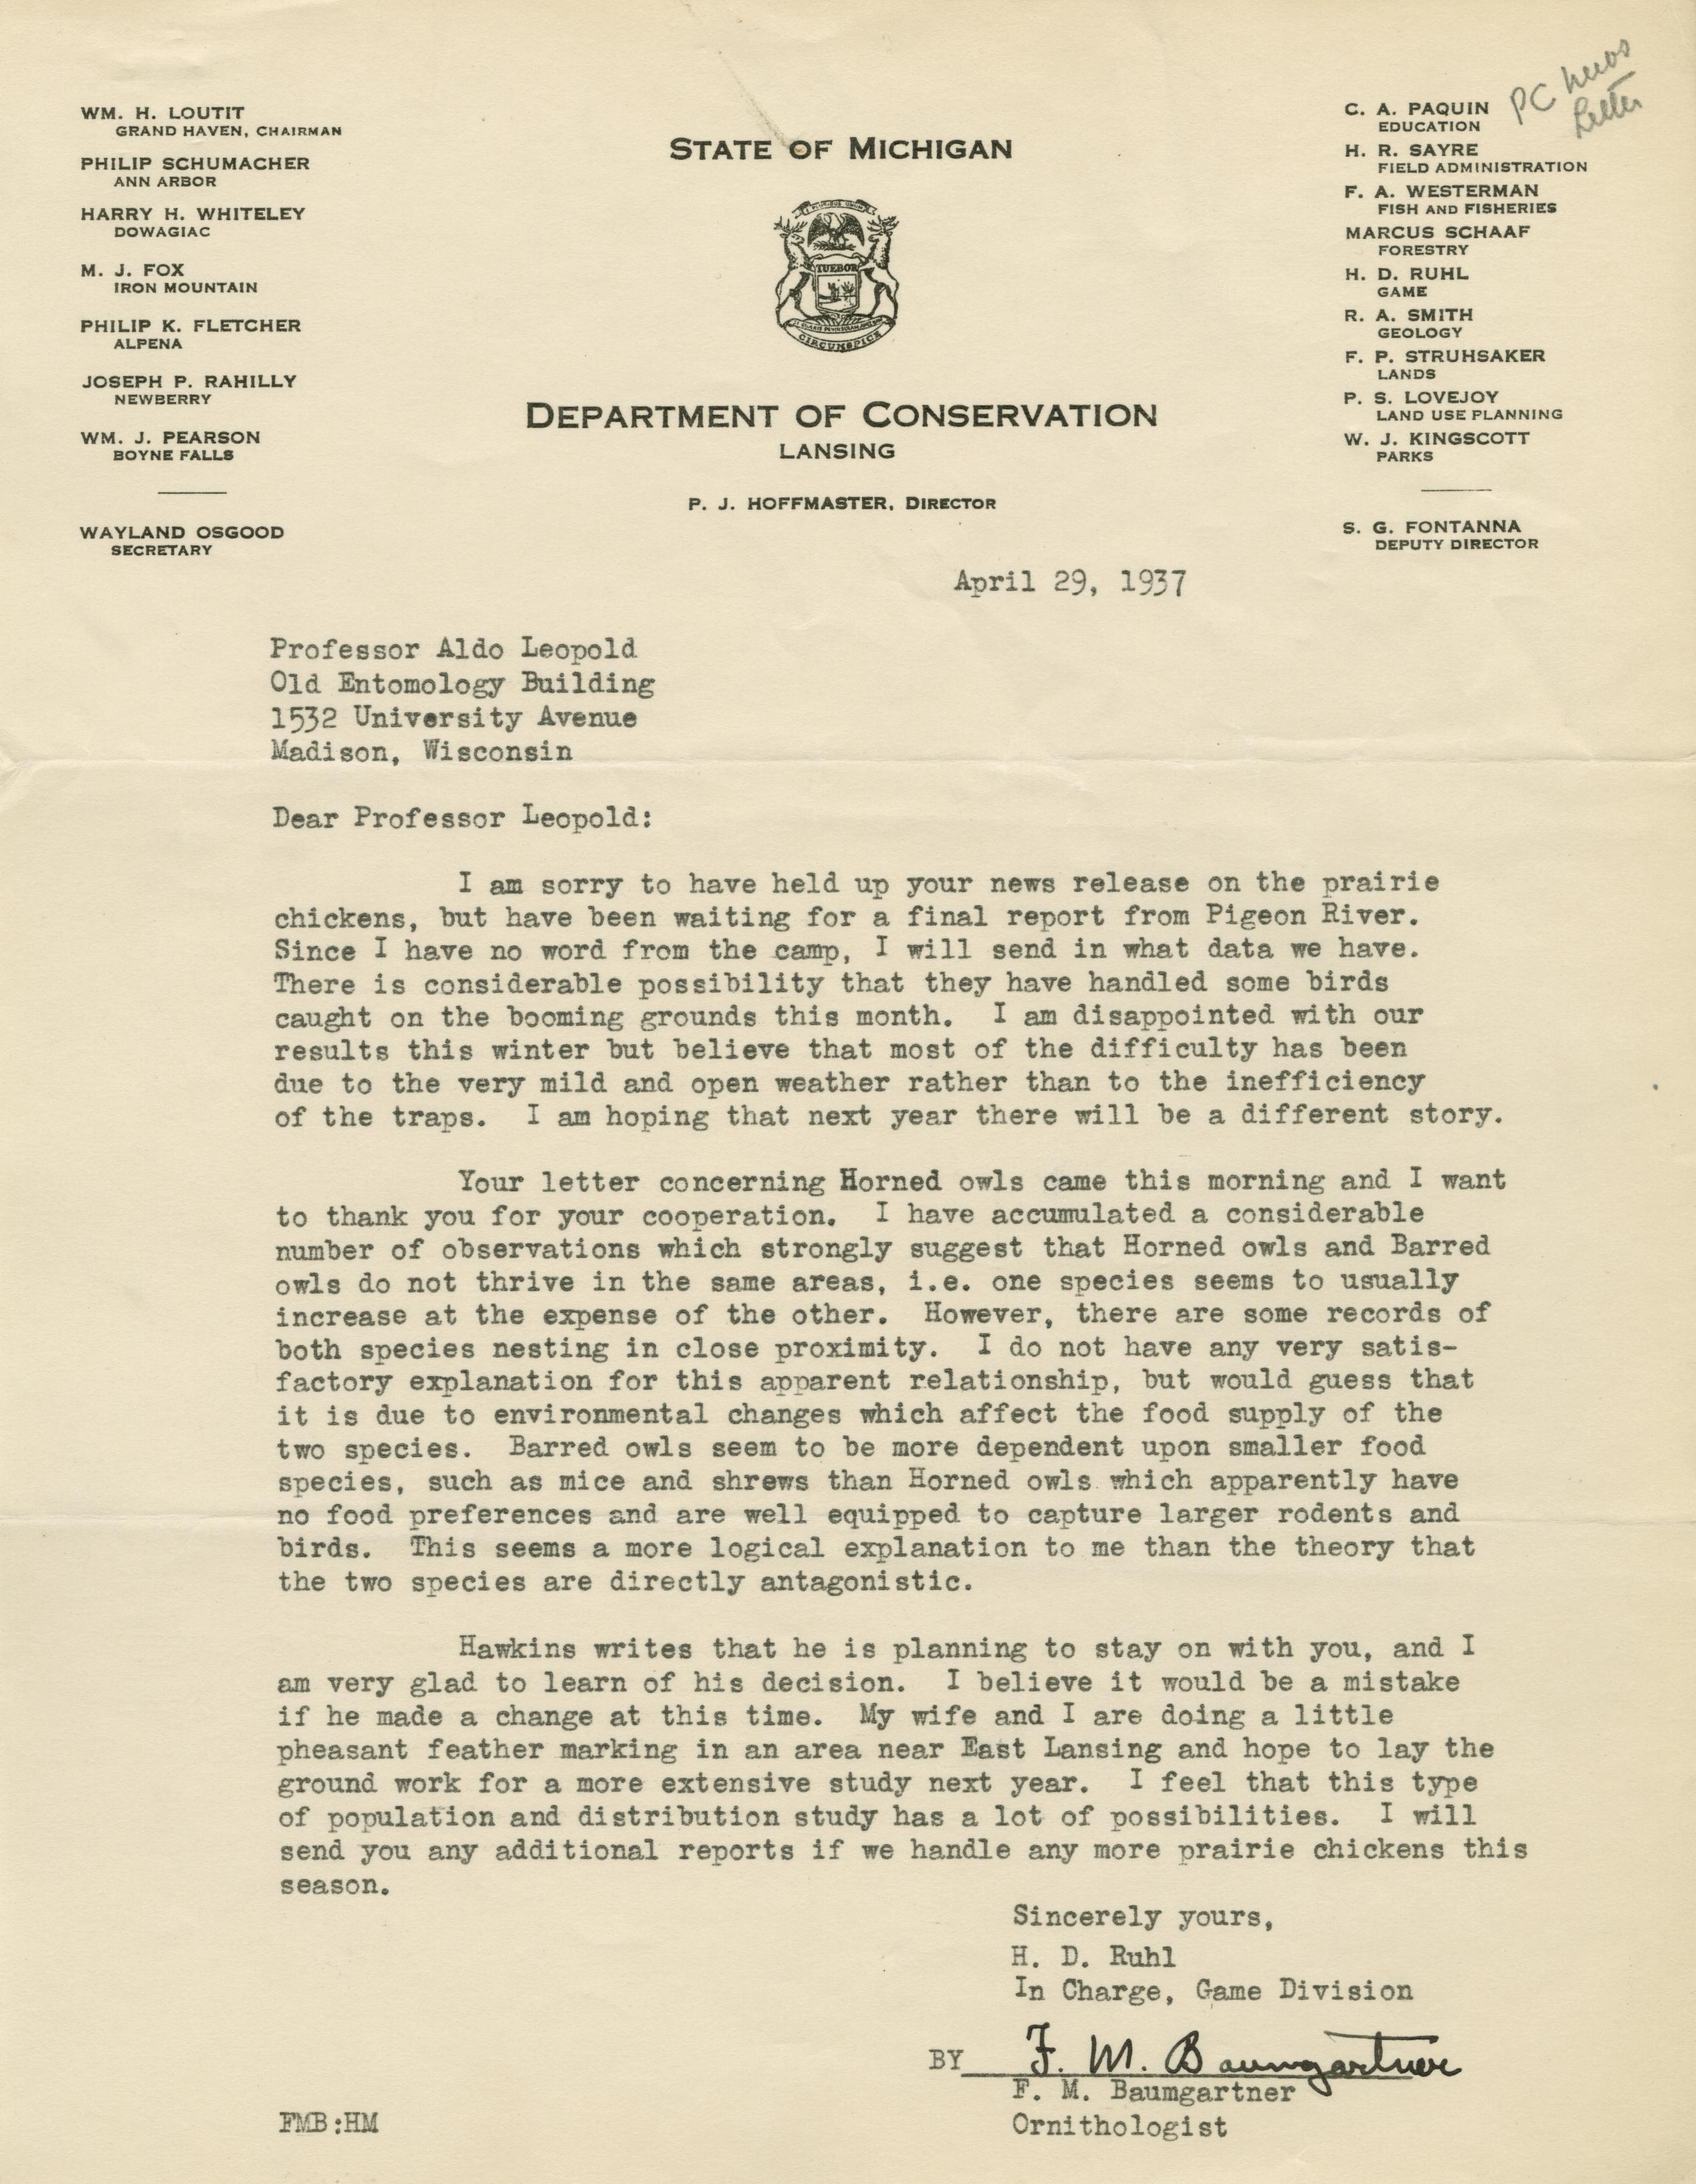 WM. H. LOUTIT
GRAND HAVEN, CHAIRMAN
PHILIP SCHUMACHER
ANN ARBOR
HARRY H. WHITELEY
DOWAGIAC
M. J. FOX
IRON MOUNTAIN
PHILIP K. FLETCHER
ALPENA
JOSEPH P. RAHILLY
NEWBERRY
WM. J. PEARSON
BOYNE FALLS
WAYLAND OSGOOD
SECRETARY
STATE OF MICHIGAN
TUEBOR
CIRCUMSPICE
DEPARTMENT OF CONSERVATION
LANSING
P. J. HOFFMASTER, DIRECTOR
PC news
letter
C. A. PAQUIN
EDUCATION
H. R. SAYRE
FIELD ADMINISTRATION
F. A. WESTERMAN
FISH AND FISHERIES
MARCUS SCHAAF
FORESTRY
H. D. RUHL
GAME
R. A. SMITH
GEOLOGY
F. P. STRUHSAKER
LANDS
P. S. LOVEJOY
LAND USE PLANNING
W. J. KINGSCOTT
PARKS
S. G. FONTANNA
DEPUTY DIRECTOR
April 29, 1937
Professor Aldo Leopold
Old Entomology Building
1532 University Avenue
Madison, Wisconsin
Dear Professor Leopold:
I am sorry to have held up your news release on the prairie
chickens, but have been waiting for a final report from Pigeon River.
Since I have no word from the camp, I will send in what data we have.
There is considerable possibility that they have handled some birds
caught on the booming grounds this month. I am disappointed with our
results this winter but believe that most of the difficulty has been
due to the very mild and open weather rather than to the inefficiency
of the traps. I am hoping that next year there will be a different story.
Your letter concerning Horned owls came this morning and I want
to thank you for your cooperation. I have accumulated a considerable
number of observations which strongly suggest that Horned owls and Barred
owls do not thrive in the same areas, i.e. one species seems to usually
increase at the expense of the other. However, there are some records of
both species nesting in close proximity. I do not have any very satis-
factory explanation for this apparent relationship, but would guess that
it is due to environmental changes which affect the food supply of the
two species. Barred owls seem to be more dependent upon smaller food
species, such as mice and shrews than Horned owls which apparently have
no food preferences and are well equipped to capture larger rodents and
birds. This seems a more logical explanation to me than the theory that
the two species are directly antagonistic.
Hawkins writes that he is planning to stay on with you, and I
am very glad to learn of his decision. I believe it would be a mistake
if he made a change at this time. My wife and I are doing a little
pheasant feather marking in an area near East Lansing and hope to lay the
ground work for a more extensive study next year. I feel that this type
of population and distribution study has a lot of possibilities. I will
send you any additional reports if we handle any more prairie chickens this
season.
Sincerely yours,
H. D. Ruhl
In Charge, Game Division
BY F. M. Baumgartner
F. M. Baumgartner
Ornithologist
FMB:HM